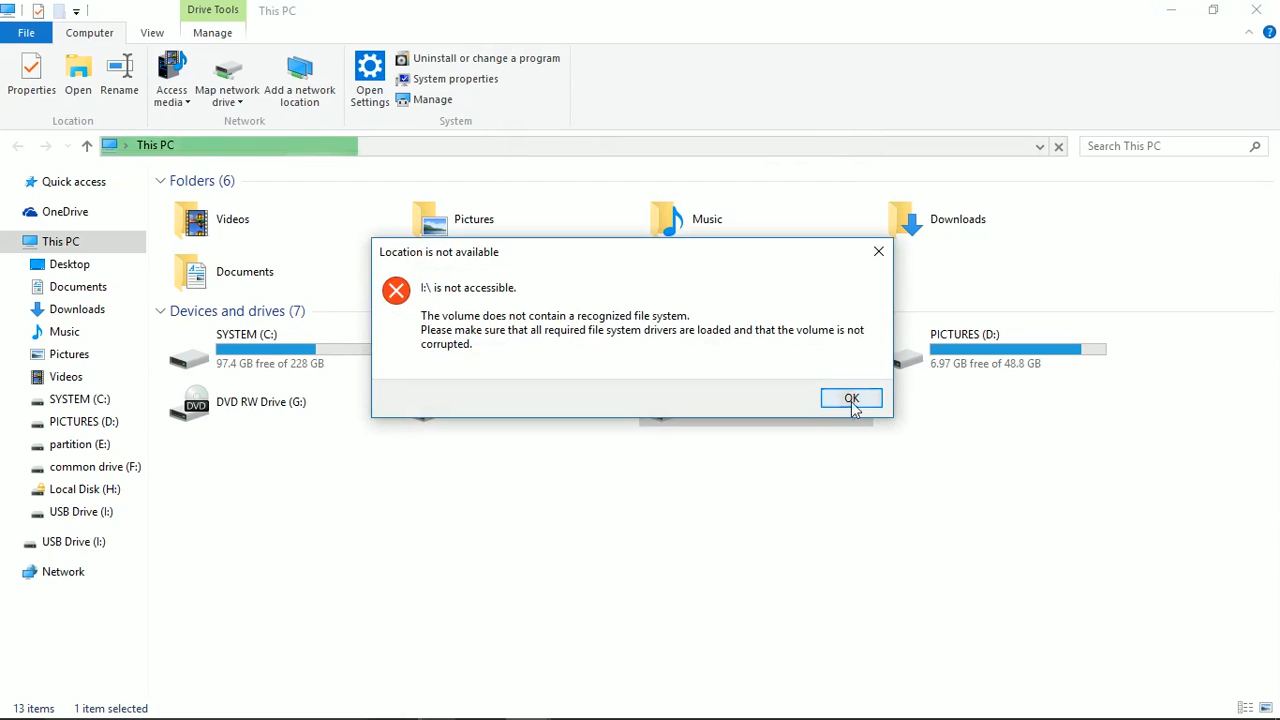 Drive Tools
This PC
File
Computer
View
Manage
Properties
Open
Rename
Location
Access media
Map network drive
Add a network location
Network
Open Settings
Uninstall or change a program
System properties
Manage
System
This PC
Search This PC
Quick access
OneDrive
This PC
Desktop
Documents
Downloads
Music
Pictures
Videos
SYSTEM (C:)
PICTURES (D:)
partition (E:)
common drive (F:)
Local Disk (H:)
USB Drive (I:)
USB Drive (I:)
Network
Folders (6)
Videos
Pictures
Music
Downloads
Documents
Devices and drives (7)
SYSTEM (C:)
97.4 GB free of 228 GB
PICTURES (D:)
6.97 GB free of 48.8 GB
DVD RW Drive (G:)
DVD
Location is not available
I:\ is not accessible.
The volume does not contain a recognized file system.
Please make sure that all required file system drivers are loaded and that the volume is not
corrupted.
OK
13 items
1 item selected